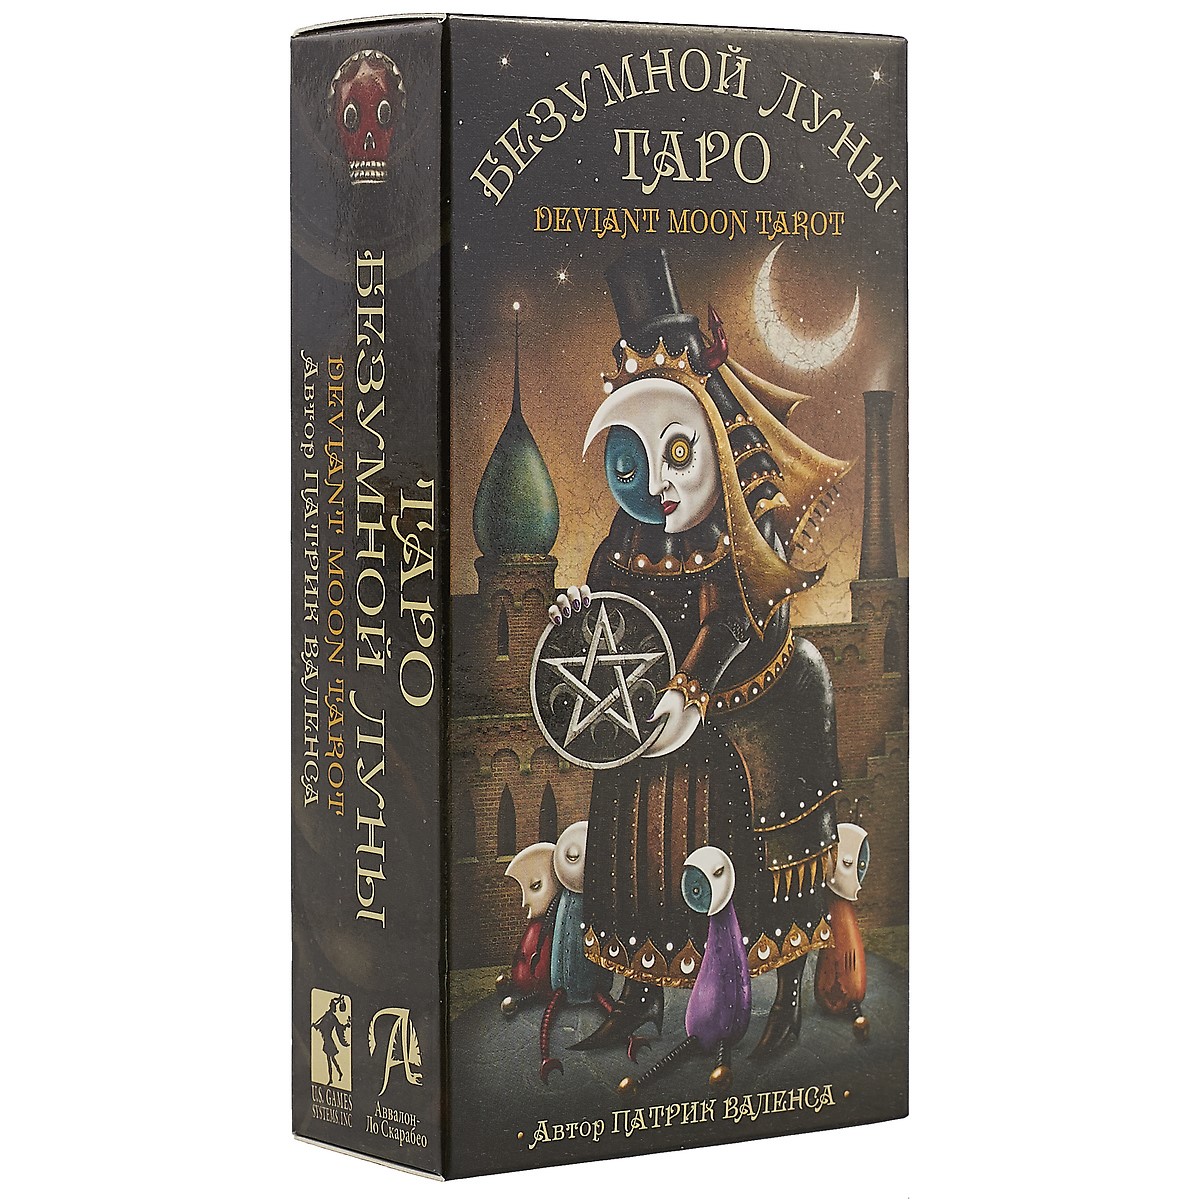 БЕЗУМНОЙ ЛУНЫ
ТАРО
DEVIANT MOON TAROT
• Автор ПАТРИК ВАЛЕНСА •
ТАРО
БЕЗУМНОЙ ЛУНЫ
DEVIANT MOON TAROT
Автор ПАТРИК ВАЛЕНСА
U.S. GAMES
SYSTEMS, INC
А
Аввалон-
Ло Скарабео